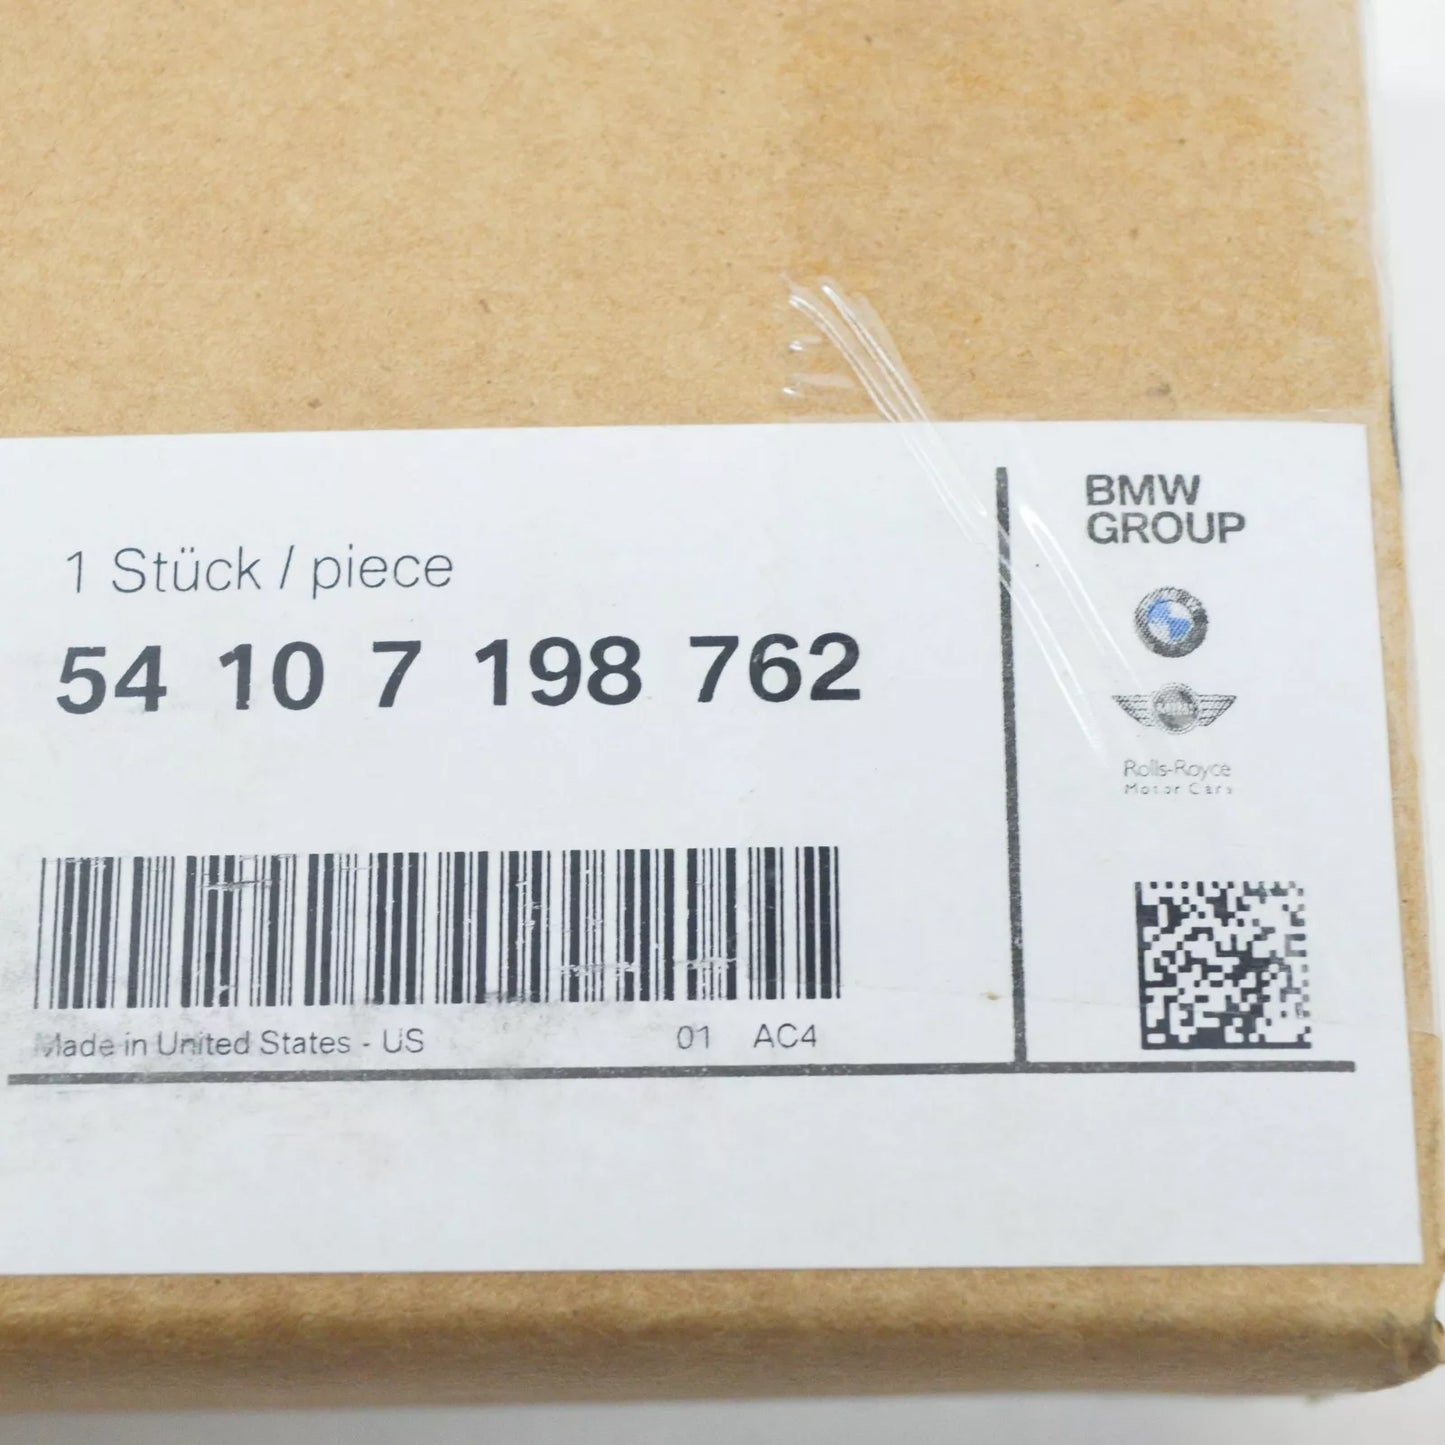 1 Stück / piece
54 10 7 198 762
Made in United States - US 01 AC4
BMW
GROUP
MINI
Rolls-Royce
Motor Cars